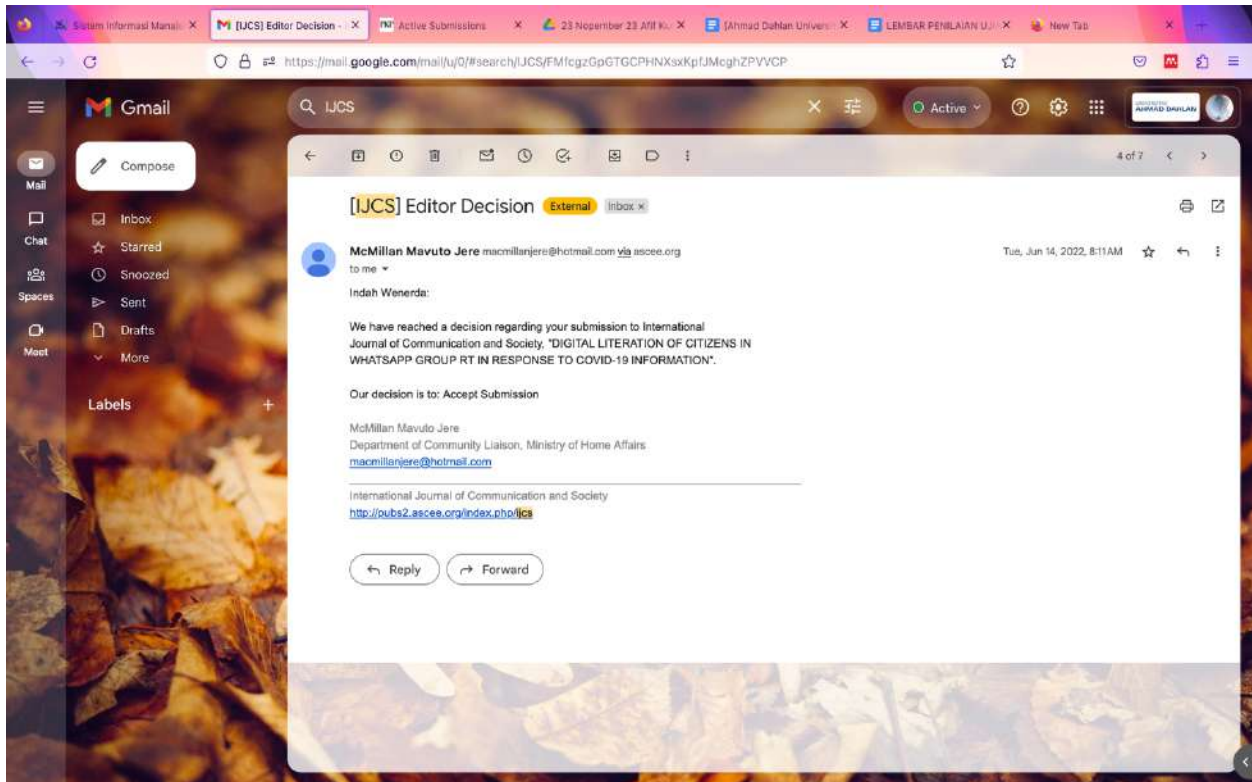 Sistem Informasi Manaj
M [IJCS] Editor Decision -
PKP Active Submissions
23 Nopember 23 Afif Ku
[Ahmad Dahlan Univers
LEMBAR PENILAIAN UJI
New Tab
https://mail.google.com/mail/u/0/#search/IJCS/FMfcgzGpGTGCPHNXsxKpfJMcghZPVVCP
Gmail
IJCS
Active
AHMAD DAHLAN
Compose
4 of 7
Mail
Chat
Spaces
Meet
Inbox
Starred
Snoozed
Sent
Drafts
More
Labels
[IJCS] Editor Decision External Inbox ×
McMillan Mavuto Jere macmillanjere@hotmail.com via ascee.org
Tue, Jun 14, 2022, 8:11 AM
to me
Indah Wenerda:
We have reached a decision regarding your submission to International
Journal of Communication and Society, "DIGITAL LITERATION OF CITIZENS IN
WHATSAPP GROUP RT IN RESPONSE TO COVID-19 INFORMATION".
Our decision is to: Accept Submission
McMillan Mavuto Jere
Department of Community Liaison, Ministry of Home Affairs
macmillanjere@hotmail.com
International Journal of Communication and Society
http://pubs2.ascee.org/index.php/ijcs
Reply
Forward